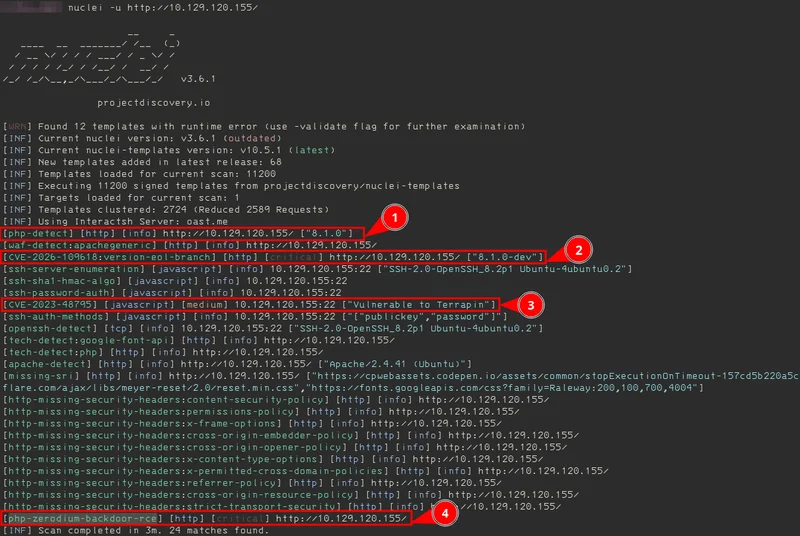 nuclei -u http://10.129.120.155/
v3.6.1
projectdiscovery.io
[WRN] Found 12 templates with runtime error (use -validate flag for further examination)
[INF] Current nuclei version: v3.6.1 (outdated)
[INF] Current nuclei-templates version: v10.5.1 (latest)
[INF] New templates added in latest release: 68
[INF] Templates loaded for current scan: 11200
[INF] Executing 11200 signed templates from projectdiscovery/nuclei-templates
[INF] Targets loaded for current scan: 1
[INF] Templates clustered: 2724 (Reduced 2589 Requests)
[INF] Using Interactsh Server: oast.me
[php-detect] [http] [info] http://10.129.120.155/ ["8.1.0"]
1
[waf-detect:apachegeneric] [http] [info] http://10.129.120.155/
[CVE-2026-109618:version-eol-branch] [http] [critical] http://10.129.120.155/ ["8.1.0-dev"]
2
[ssh-server-enumeration] [javascript] [info] 10.129.120.155:22 ["SSH-2.0-OpenSSH_8.2p1 Ubuntu-4ubuntu0.2"]
[ssh-sha1-hmac-algo] [javascript] [info] 10.129.120.155:22
[ssh-password-auth] [javascript] [info] 10.129.120.155:22
[CVE-2023-48795] [javascript] [medium] 10.129.120.155:22 ["Vulnerable to Terrapin"]
3
[ssh-auth-methods] [javascript] [info] 10.129.120.155:22 ["["publickey","password"]"]
[openssh-detect] [tcp] [info] 10.129.120.155:22 ["SSH-2.0-OpenSSH_8.2p1 Ubuntu-4ubuntu0.2"]
[tech-detect:google-font-api] [http] [info] http://10.129.120.155/
[tech-detect:php] [http] [info] http://10.129.120.155/
[apache-detect] [http] [info] http://10.129.120.155/ ["Apache/2.4.41 (Ubuntu)"]
[missing-sri] [http] [info] http://10.129.120.155/ ["https://cpwebassets.codepen.io/assets/common/stopExecutionOnTimeout-157cd5b220a5c
flare.com/ajax/libs/meyer-reset/2.0/reset.min.css","https://fonts.googleapis.com/css?family=Raleway:200,100,700,4004"]
[http-missing-security-headers:content-security-policy] [http] [info] http://10.129.120.155/
[http-missing-security-headers:permissions-policy] [http] [info] http://10.129.120.155/
[http-missing-security-headers:x-frame-options] [http] [info] http://10.129.120.155/
[http-missing-security-headers:cross-origin-embedder-policy] [http] [info] http://10.129.120.155/
[http-missing-security-headers:cross-origin-opener-policy] [http] [info] http://10.129.120.155/
[http-missing-security-headers:x-content-type-options] [http] [info] http://10.129.120.155/
[http-missing-security-headers:x-permitted-cross-domain-policies] [http] [info] http://10.129.120.155/
[http-missing-security-headers:referrer-policy] [http] [info] http://10.129.120.155/
[http-missing-security-headers:cross-origin-resource-policy] [http] [info] http://10.129.120.155/
[http-missing-security-headers:strict-transport-security] [http] [info] http://10.129.120.155/
[php-zerodium-backdoor-rce] [http] [critical] http://10.129.120.155/
4
[INF] Scan completed in 3m. 24 matches found.